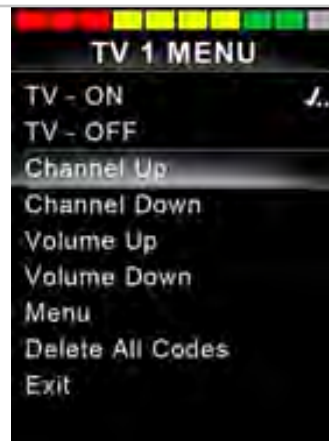 TV 1 MENU
TV - ON
TV - OFF
Channel Up
Channel Down
Volume Up
Volume Down
Menu
Delete All Codes
Exit